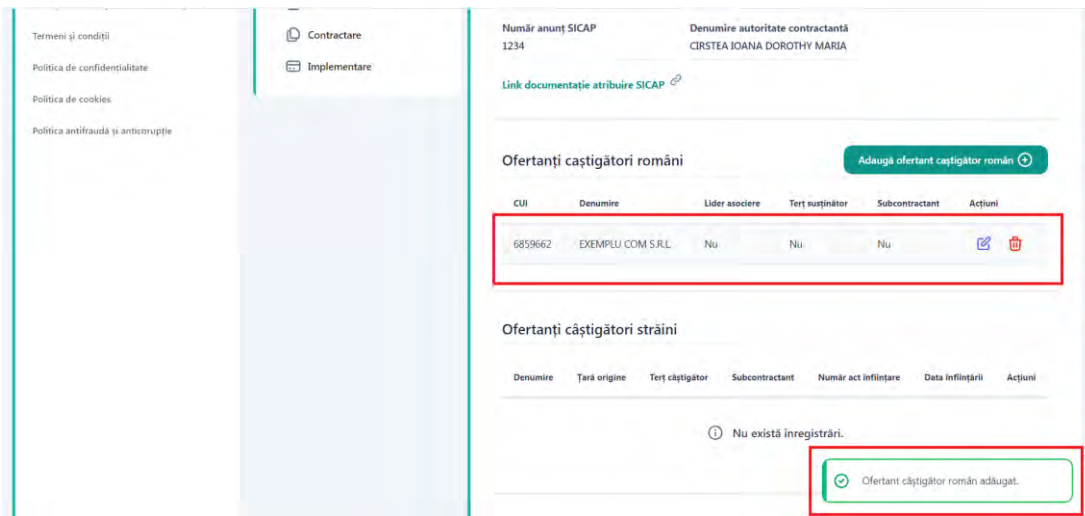 Termeni și condiții
Politica de confidențialitate
Politica de cookies
Politica antifraudă și anticorupție
Contractare
Implementare
Număr anunț SICAP
1234
Denumire autoritate contractantă
CIRSTEA IOANA DOROTHY MARIA
Link documentație atribuire SICAP
Ofertanți caștigători români
Adaugă ofertant caștigător român
CUI Denumire Lider asociere Terț susținător Subcontractant Acțiuni
6859662 EXEMPLU COM S.R.L. Nu Nu Nu
Ofertanți câștigători străini
Denumire Țară origine Terț câștigător Subcontractant Număr act înființare Data înființării Acțiuni
Nu există înregistrări.
Ofertant câștigător român adăugat.